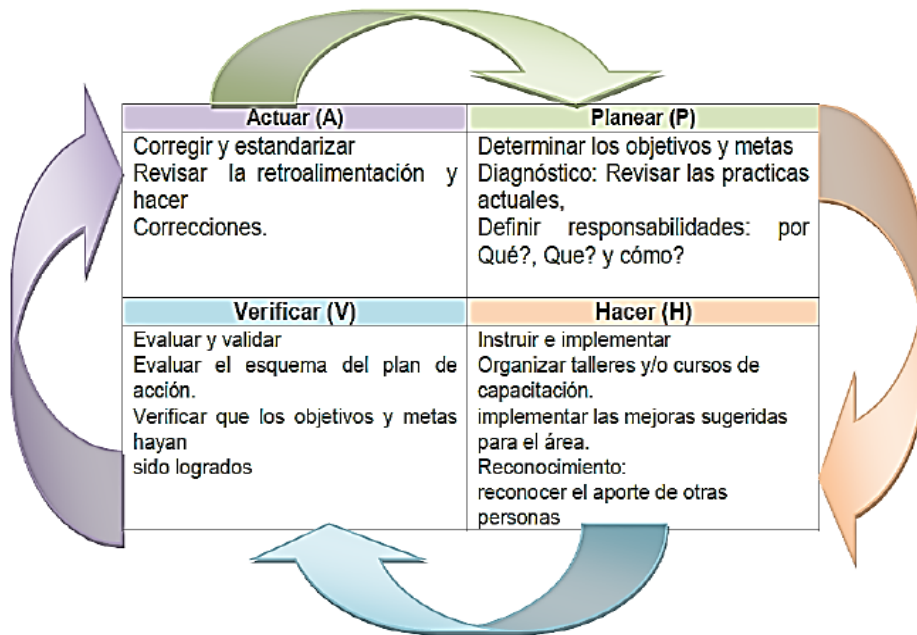 Actuar (A)
Corregir y estandarizar
Revisar la retroalimentación y
hacer
Correcciones.
Planear (P)
Determinar los objetivos y metas
Diagnóstico: Revisar las practicas
actuales,
Definir responsabilidades: por
Qué?, Que? y cómo?
Verificar (V)
Evaluar y validar
Evaluar el esquema del plan de
acción.
Verificar que los objetivos y metas
hayan
sido logrados
Hacer (H)
Instruir e implementar
Organizar talleres y/o cursos de
capacitación.
implementar las mejoras sugeridas
para el área.
Reconocimiento:
reconocer el aporte de otras
personas